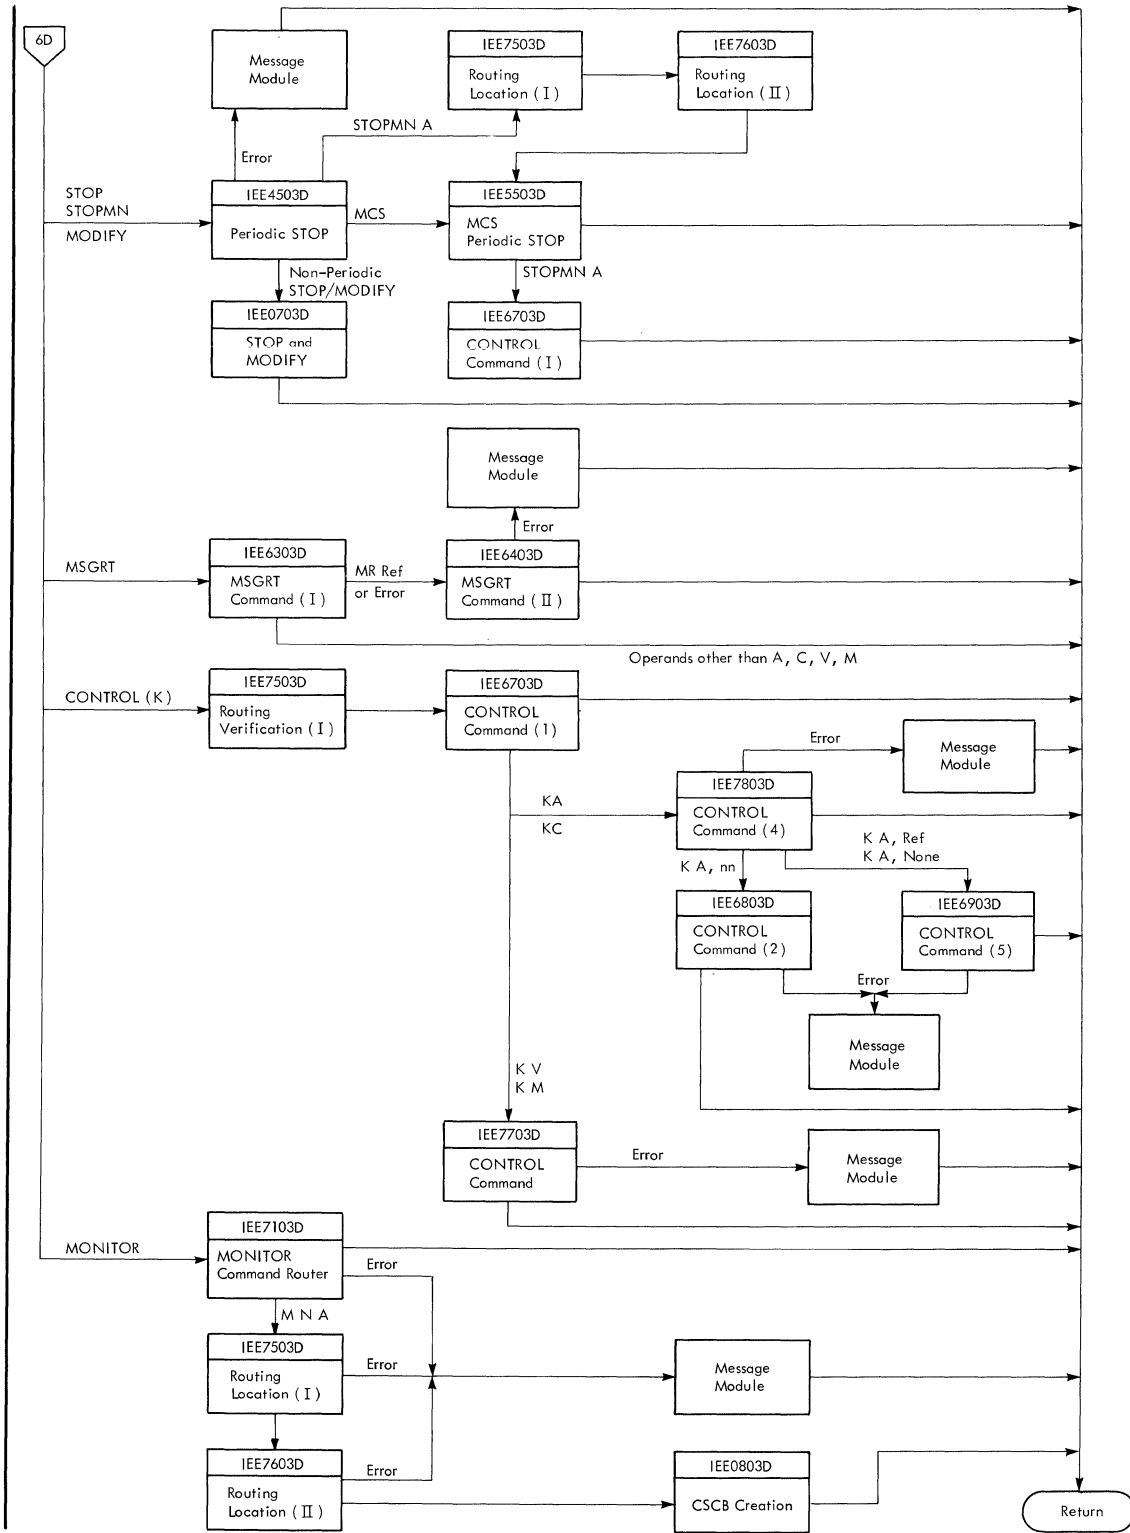 6D
Message
Module
IEE7503D
Routing
Location (I)
IEE7603D
Routing
Location (II)
STOPMN A
Error
STOP
STOPMN
MODIFY
IEE4503D
Periodic STOP
MCS
IEE5503D
MCS
Periodic STOP
Non-Periodic
STOP/MODIFY
STOPMN A
IEE0703D
STOP and
MODIFY
IEE6703D
CONTROL
Command (I)
Message
Module
Error
MSGRT
IEE6303D
MSGRT
Command (I)
MR Ref
or Error
IEE6403D
MSGRT
Command (II)
Operands other than A, C, V, M
CONTROL (K)
IEE7503D
Routing
Verification (I)
IEE6703D
CONTROL
Command (1)
Error
Message
Module
KA
KC
IEE7803D
CONTROL
Command (4)
K A, Ref
K A, None
K A, nn
IEE6803D
CONTROL
Command (2)
IEE6903D
CONTROL
Command (5)
Error
Message
Module
K V
K M
IEE7703D
CONTROL
Command
Error
Message
Module
MONITOR
IEE7103D
MONITOR
Command Router
Error
M N A
IEE7503D
Routing
Location (I)
Error
Message
Module
IEE7603D
Routing
Location (II)
Error
IEE0803D
CSCB Creation
Return